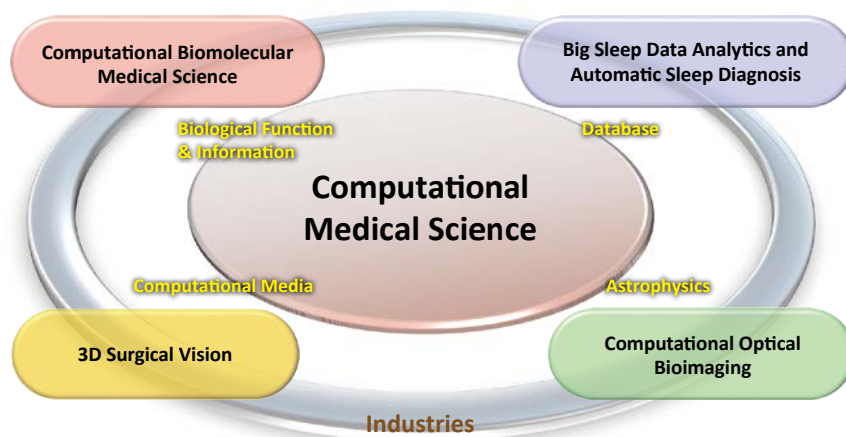 Computational Biomolecular
Medical Science
Big Sleep Data Analytics and
Automatic Sleep Diagnosis
Biological Function
& Information
Database
Computational
Medical Science
Computational Media
Astrophysics
3D Surgical Vision
Computational Optical
Bioimaging
Industries